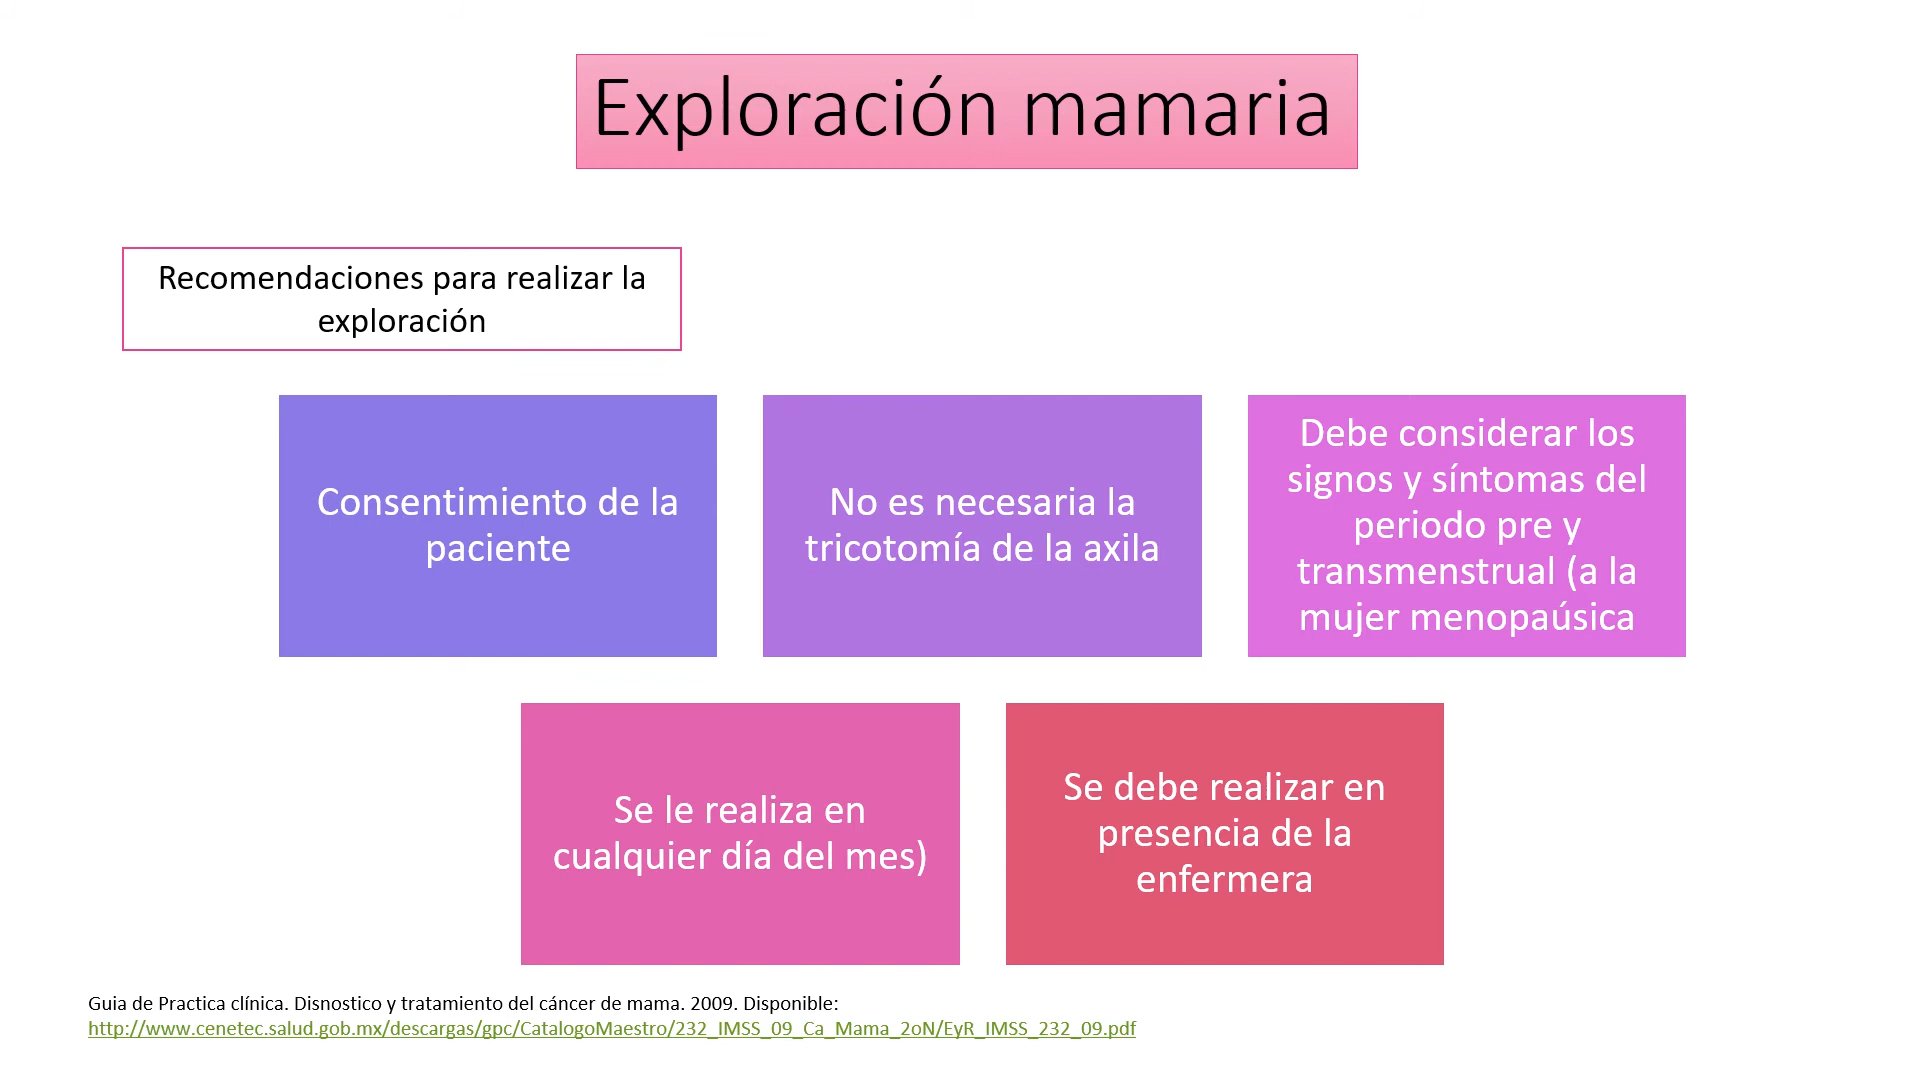 Exploración mamaria
Recomendaciones para realizar la
exploración
Consentimiento de la
paciente
No es necesaria la
tricotomía de la axila
Debe considerar los
signos y síntomas del
periodo pre y
transmenstrual (a la
mujer menopaúsica
Se le realiza en
cualquier día del mes)
Se debe realizar en
presencia de la
enfermera
Guia de Practica clínica. Disnostico y tratamiento del cáncer de mama. 2009. Disponible:
http://www.cenetec.salud.gob.mx/descargas/gpc/CatalogoMaestro/232_IMSS_09_Ca_Mama_2oN/EyR_IMSS_232_09.pdf